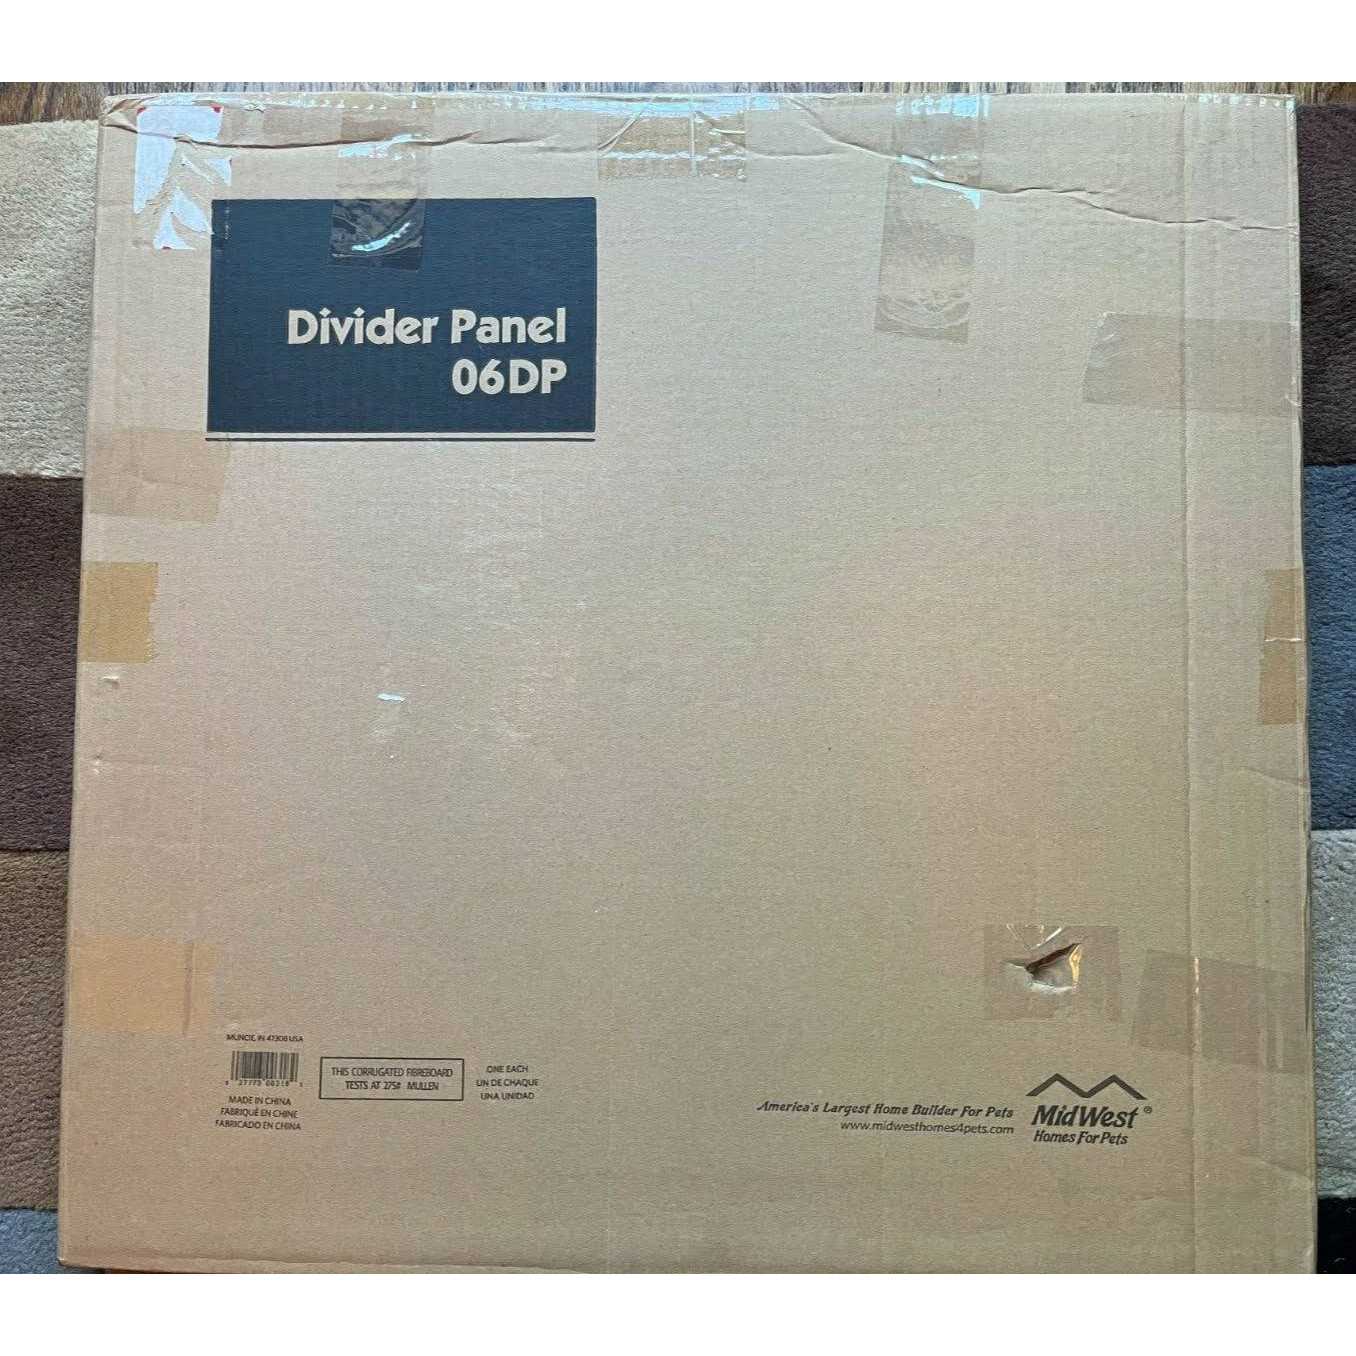 Divider Panel
06DP
MUNCIE, IN 47308 USA
MADE IN CHINA
FABRIQUÉ EN CHINE
FABRICADO EN CHINA
THIS CORRUGATED FIBREBOARD
TESTS AT 275# MULLEN
ONE EACH
UN DE CHAQUE
UNA UNIDAD
America's Largest Home Builder For Pets
www.midwesthomes4pets.com
MidWest®
Homes For Pets